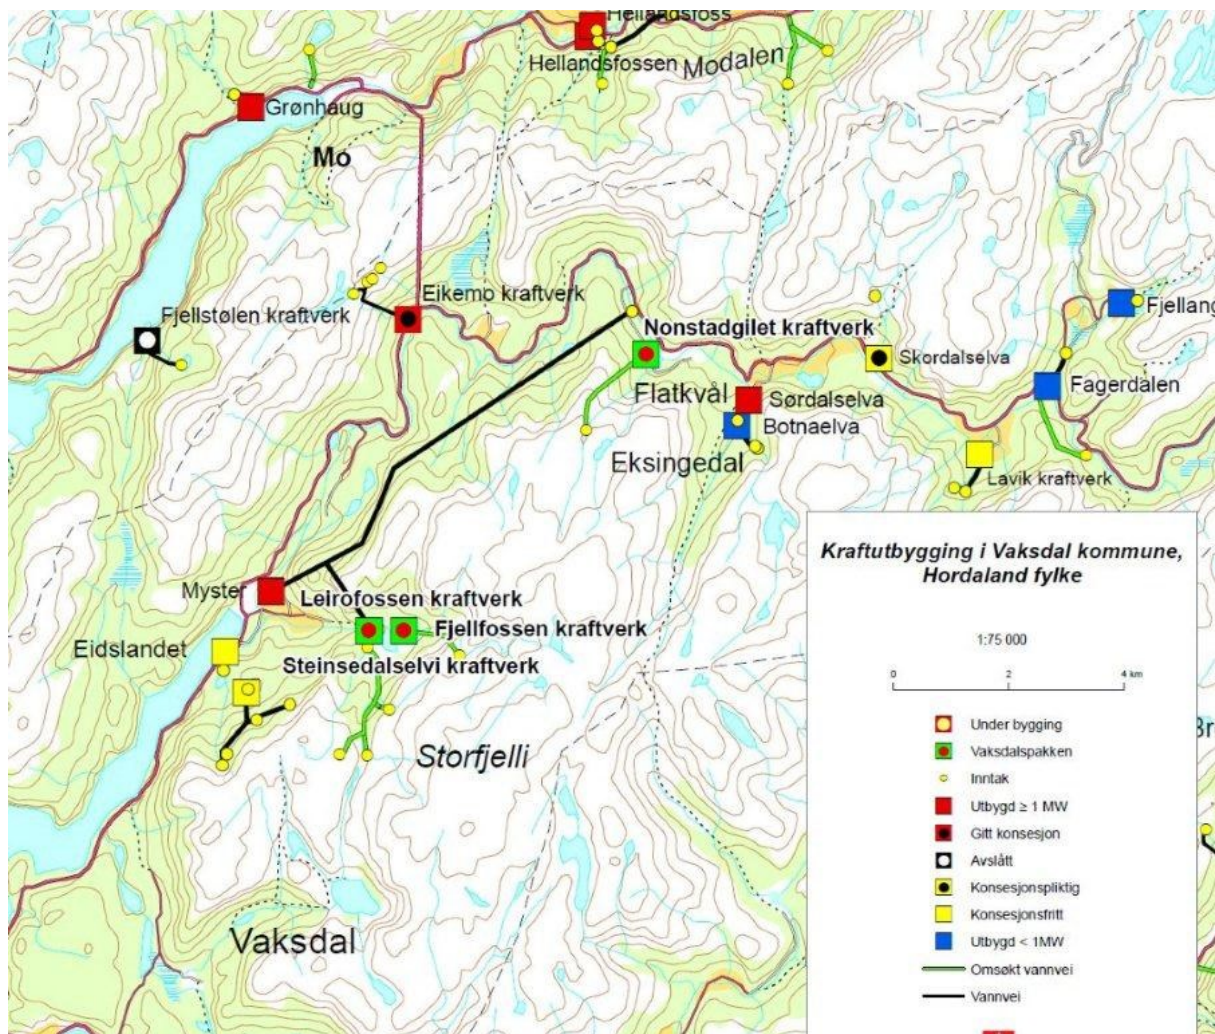 Hellandsfoss
Hellandsfossen
Modalen
Grønhaug
Mo
Eikemo kraftverk
Fjellstølen kraftverk
Nonstadgilet kraftverk
Skordalselva
Fjellang
Flatkvål
Sørdalselva
Fagerdalen
Botnaelva
Eksingedal
Lavik kraftverk
Myster
Leirofossen kraftverk
Fjellfossen kraftverk
Eidslandet
Steinsedalselvi kraftverk
Storfjelli
Vaksdal
Kraftutbygging i Vaksdal kommune,
Hordaland fylke
1:75 000
0 2 4 km
Under bygging
Vaksdalspakken
Inntak
Utbygd ≥ 1 MW
Gitt konsesjon
Avslått
Konsesjonspliktig
Konsesjonsfritt
Utbygd < 1MW
Omsøkt vannvei
Vannvei